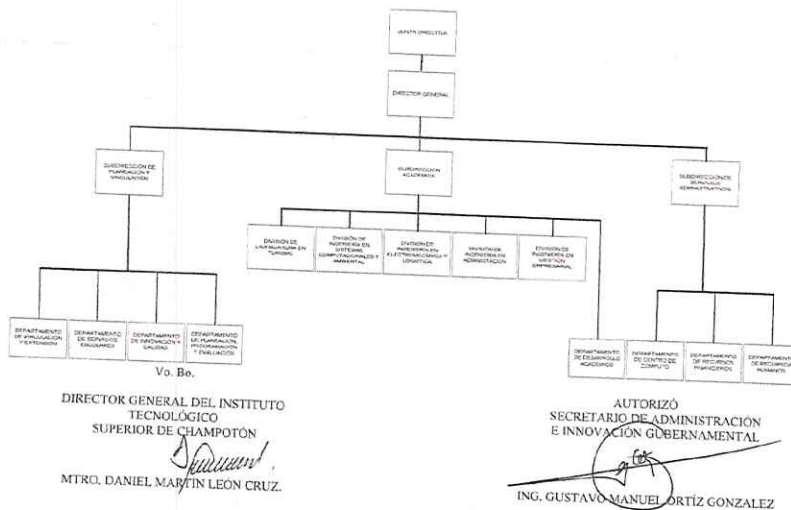 JUNTA DIRECTIVA
DIRECTOR GENERAL
SUBDIRECCIÓN DE
PLANEACIÓN Y
VINCULACIÓN
SUBDIRECCIÓN
ACADÉMICA
SUBDIRECCIÓN DE
SERVICIOS
ADMINISTRATIVOS
DIVISIÓN DE
LICENCIATURA EN
TURISMO
DIVISIÓN DE
INGENIERÍA EN
SISTEMAS
COMPUTACIONALES Y
AMBIENTAL
DIVISIÓN DE
INGENIERÍA EN
ELECTROMECÁNICA Y
LOGÍSTICA
DIVISIÓN DE
INGENIERÍA EN
ADMINISTRACIÓN
DIVISIÓN DE
INGENIERÍA EN
GESTIÓN
EMPRESARIAL
DEPARTAMENTO
DE VINCULACIÓN
Y EXTENSIÓN
DEPARTAMENTO
DE SERVICIOS
ESCOLARES
DEPARTAMENTO
DE INNOVACIÓN Y
CALIDAD
DEPARTAMENTO
DE PLANEACIÓN,
PROGRAMACIÓN
Y EVALUACIÓN
DEPARTAMENTO
DE DESARROLLO
ACADÉMICO
DEPARTAMENTO
DE CENTRO DE
CÓMPUTO
DEPARTAMENTO
DE RECURSOS
FINANCIEROS
DEPARTAMENTO
DE RECURSOS
HUMANOS
Vo. Bo.
DIRECTOR GENERAL DEL INSTITUTO
TECNOLÓGICO
SUPERIOR DE CHAMPOTÓN
MTRO. DANIEL MARTÍN LEÓN CRUZ.
AUTORIZÓ
SECRETARIO DE ADMINISTRACIÓN
E INNOVACIÓN GUBERNAMENTAL
ING. GUSTAVO MANUEL ORTÍZ GONZALEZ